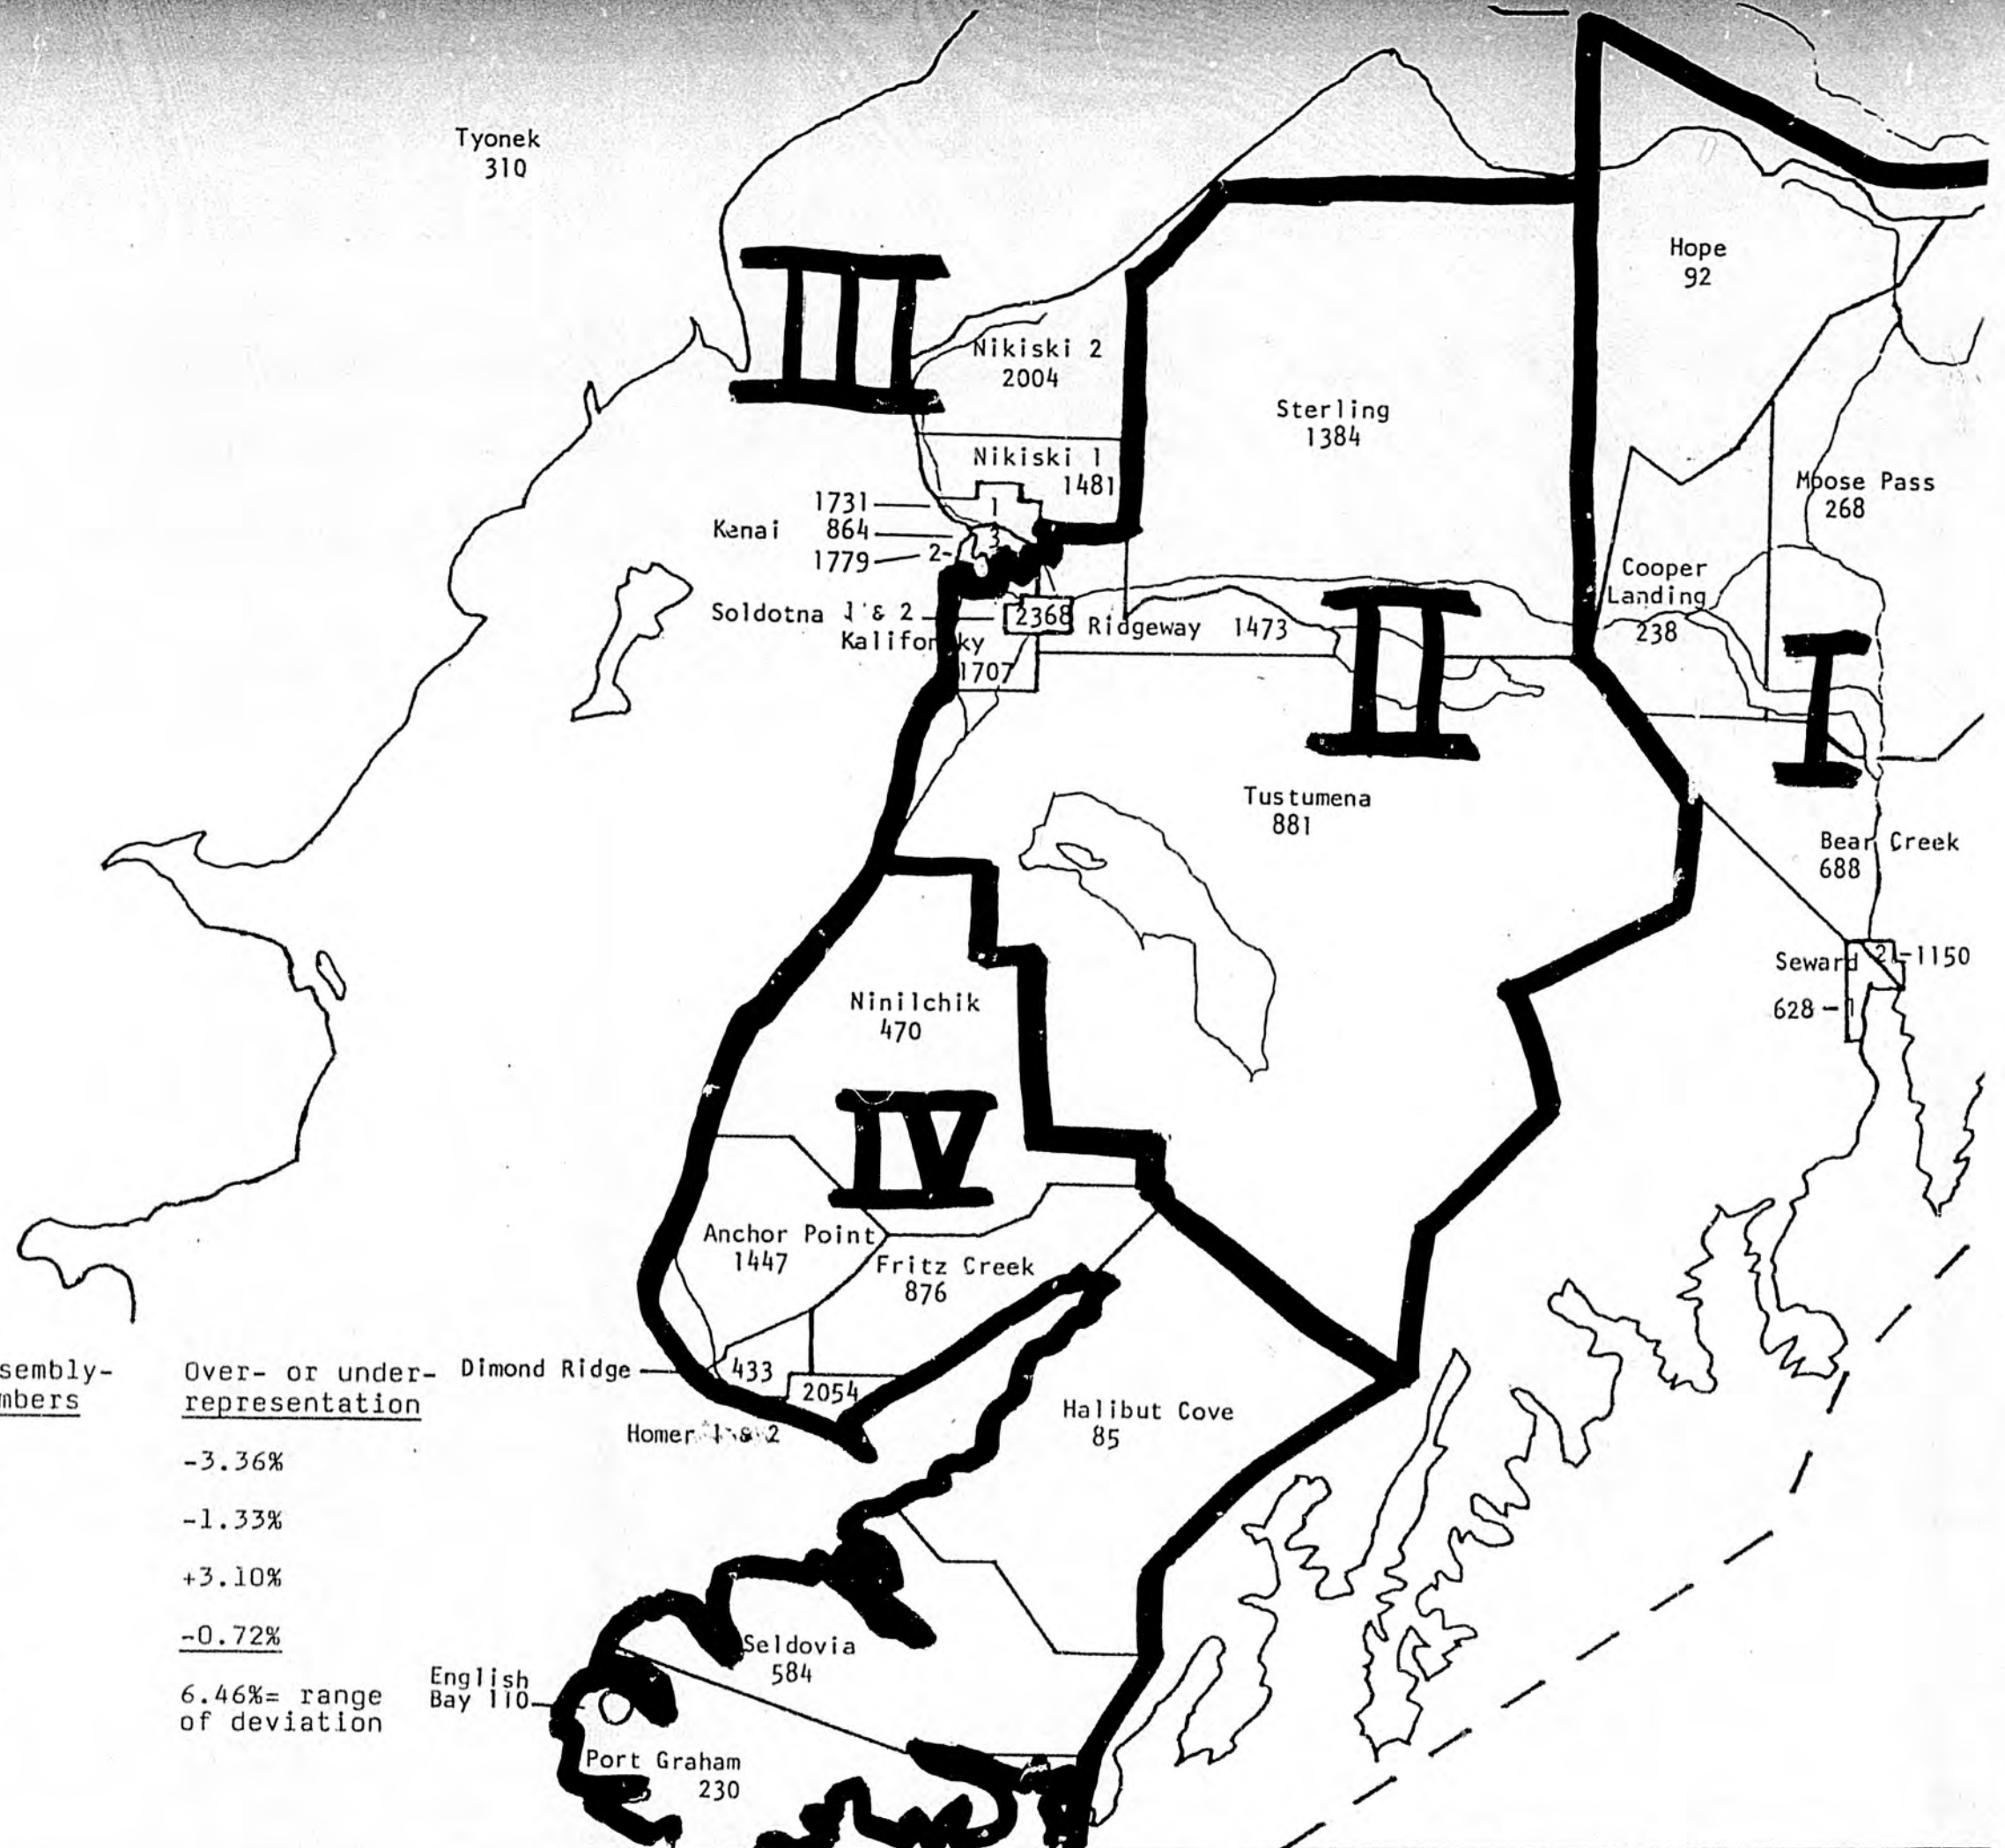 Tyonek
310
III
Hope
92
Nikiski 2
2004
Sterling
1384
Nikiski 1
1481
Moose Pass
268
1731
1
Kenai 864
3
1779
2-
Cooper
Landing
238
Soldotna 1 & 2
2368
Ridgeway 1473
Kalifonsky
1707
II
I
Tustumena
881
Bear Creek
688
Seward 2-1150
628-1
Ninilchik
470
IV
Anchor Point
1447
Fritz Creek
876
sembly-
mbers
Over- or under-
representation
-3.36%
-1.33%
+3.10%
-0.72%
6.46%= range
of deviation
Dimond Ridge
433
2054
Homer 1 & 2
Halibut Cove
85
Seldovia
584
English
Bay 110
Port Graham
230